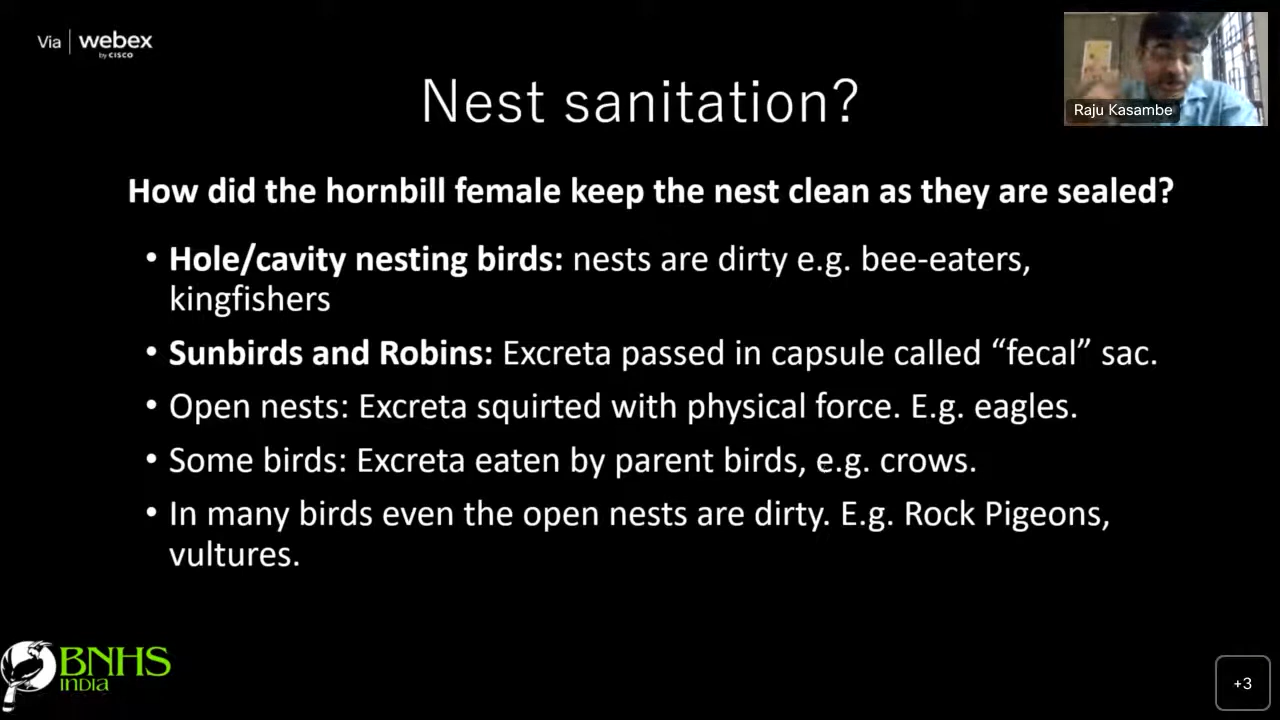 Via | webex
by CISCO
Raju Kasambe
Nest sanitation?
How did the hornbill female keep the nest clean as they are sealed?
• Hole/cavity nesting birds: nests are dirty e.g. bee-eaters,
kingfishers
• Sunbirds and Robins: Excreta passed in capsule called “fecal” sac.
• Open nests: Excreta squirted with physical force. E.g. eagles.
• Some birds: Excreta eaten by parent birds, e.g. crows.
• In many birds even the open nests are dirty. E.g. Rock Pigeons,
vultures.
BNHS
INDIA
+3